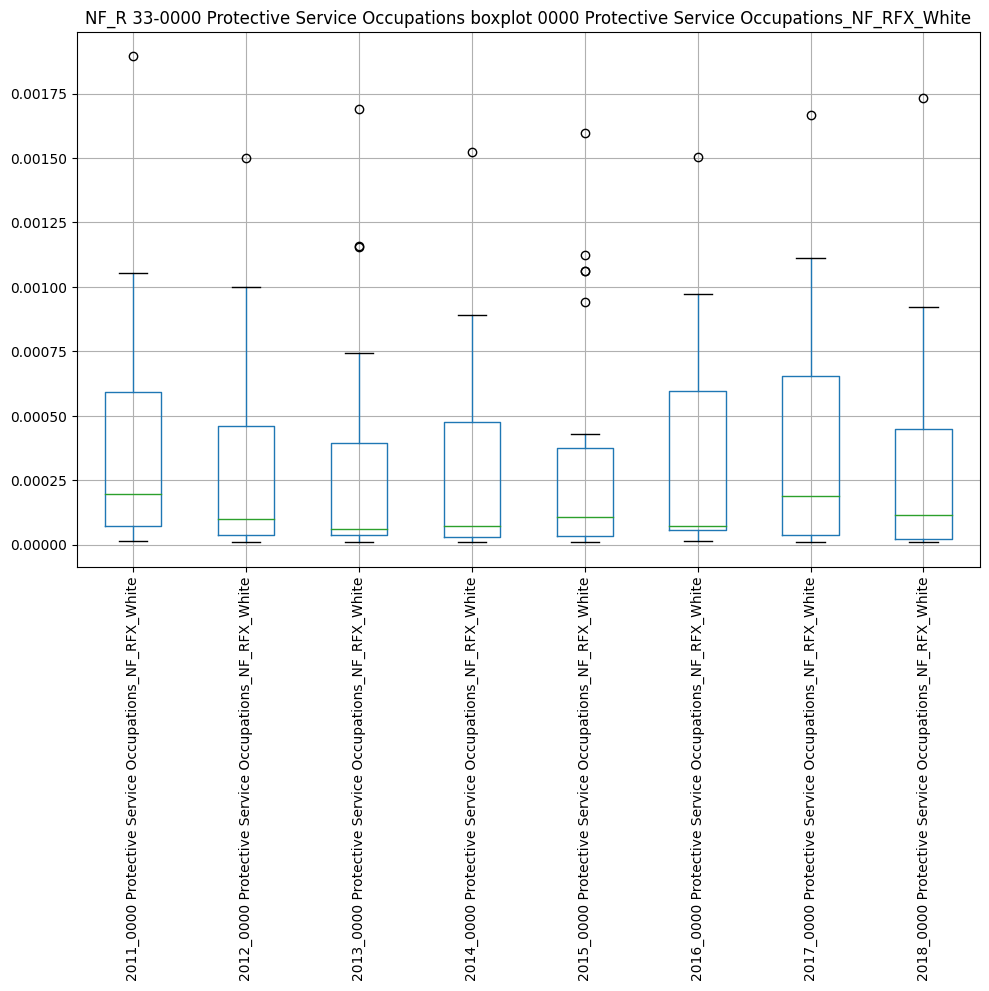 NF_R 33-0000 Protective Service Occupations boxplot 0000 Protective Service Occupations_NF_RFX_White
0.00175
0.00150
0.00125
0.00100
0.00075
0.00050
0.00025
0.00000
2011_0000 Protective Service Occupations_NF_RFX_White
2012_0000 Protective Service Occupations_NF_RFX_White
2013_0000 Protective Service Occupations_NF_RFX_White
2014_0000 Protective Service Occupations_NF_RFX_White
2015_0000 Protective Service Occupations_NF_RFX_White
2016_0000 Protective Service Occupations_NF_RFX_White
2017_0000 Protective Service Occupations_NF_RFX_White
2018_0000 Protective Service Occupations_NF_RFX_White